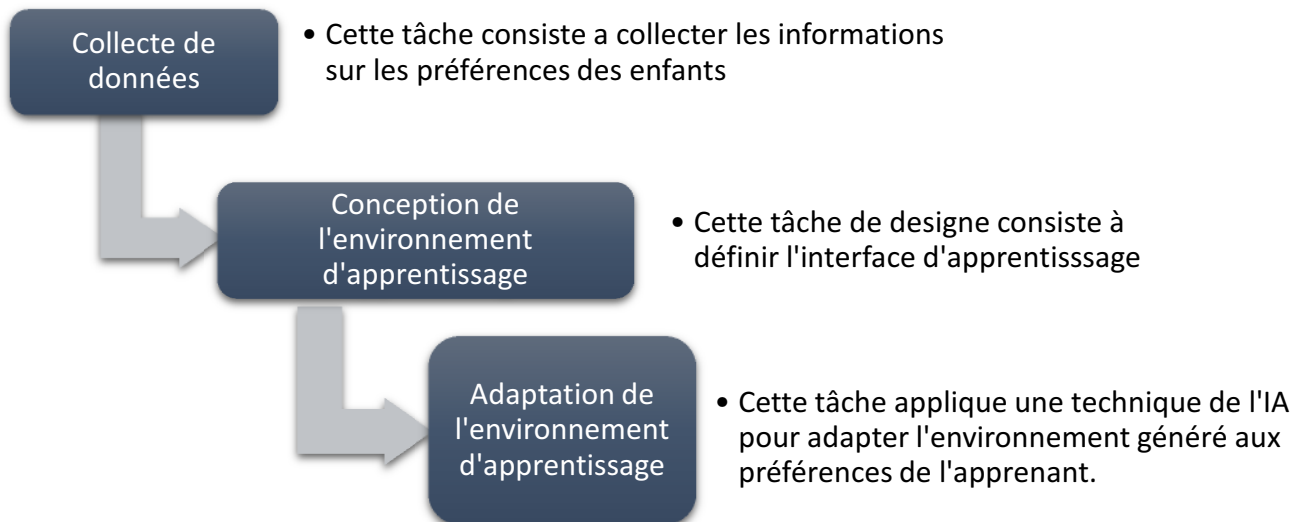 Collecte de
données
• Cette tâche consiste a collecter les informations
sur les préférences des enfants
Conception de
l'environnement
d'apprentissage
• Cette tâche de designe consiste à
définir l'interface d'apprentisssage
Adaptation de
l'environnement
d'apprentissage
• Cette tâche applique une technique de l'IA
pour adapter l'environnement généré aux
préférences de l'apprenant.